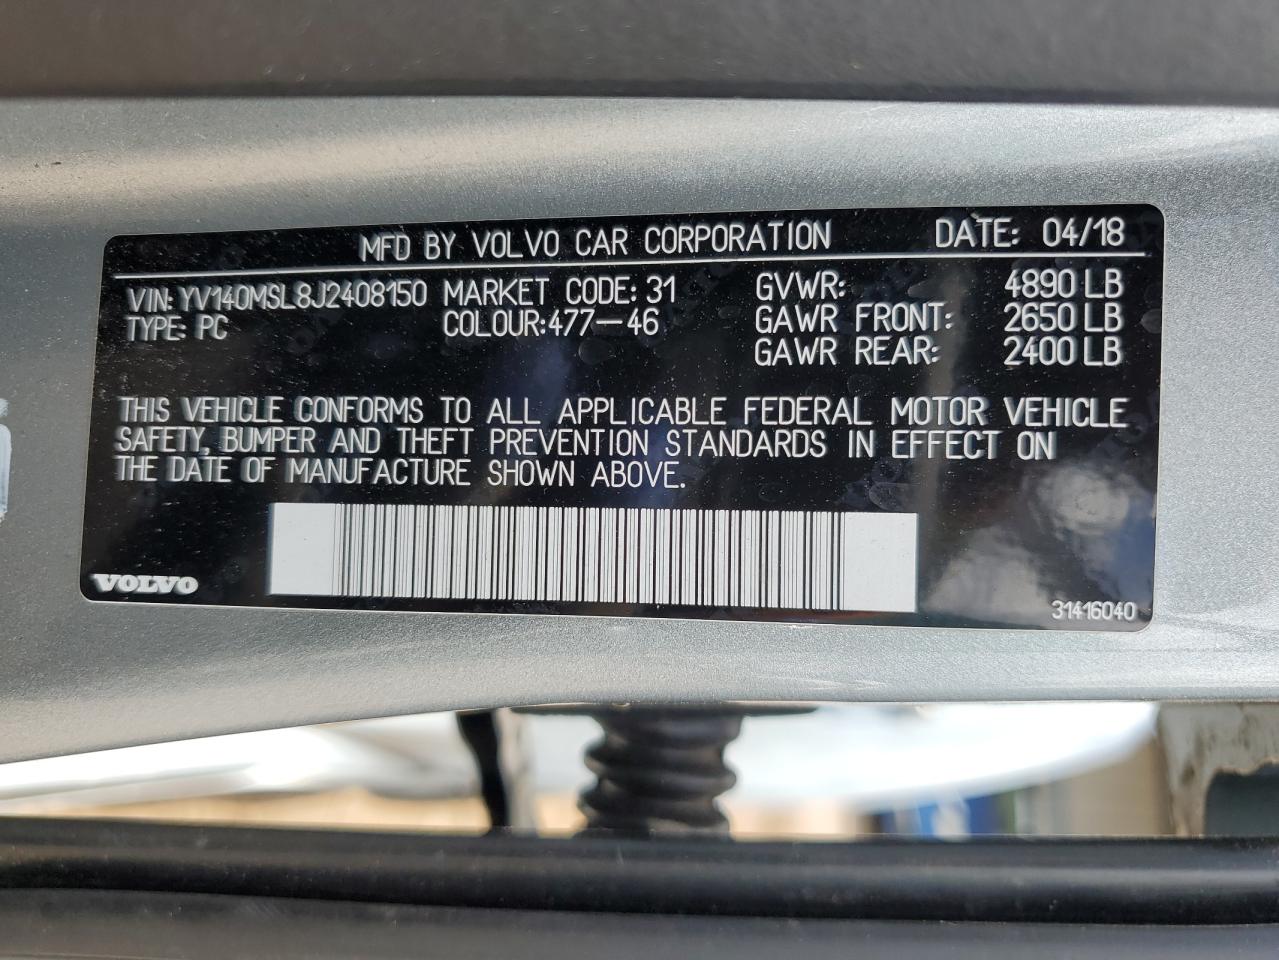 MFD BY VOLVO CAR CORPORATION DATE: 04/18
VIN: YV140MSL8J2408150 MARKET CODE: 31 GVWR: 4890 LB
TYPE: PC COLOUR:477-46 GAWR FRONT: 2650 LB
GAWR REAR: 2400 LB
THIS VEHICLE CONFORMS TO ALL APPLICABLE FEDERAL MOTOR VEHICLE
SAFETY, BUMPER AND THEFT PREVENTION STANDARDS IN EFFECT ON
THE DATE OF MANUFACTURE SHOWN ABOVE.
VOLVO
31416040